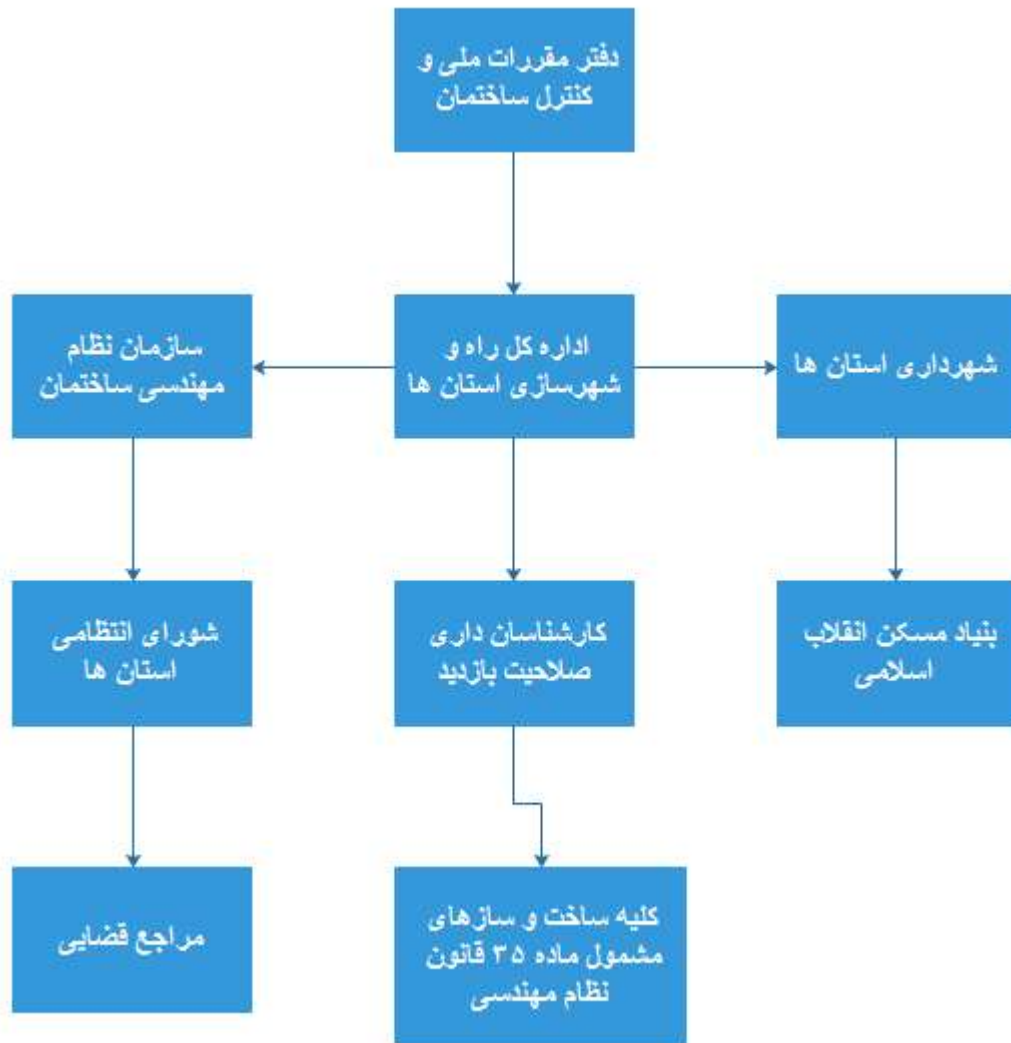 دفتر مقررات ملی و
کنترل ساختمان
شهرداری استان ها
اداره کل راه و
شهرسازی استان ها
سازمان نظام
مهندسی ساختمان
بنیاد مسکن انقلاب
اسلامی
کارشناسان داری
صلاحیت بازدید
شورای انتظامی
استان ها
کلیه ساخت و سازهای
مشمول ماده ۳۵ قانون
نظام مهندسی
مراجع قضایی